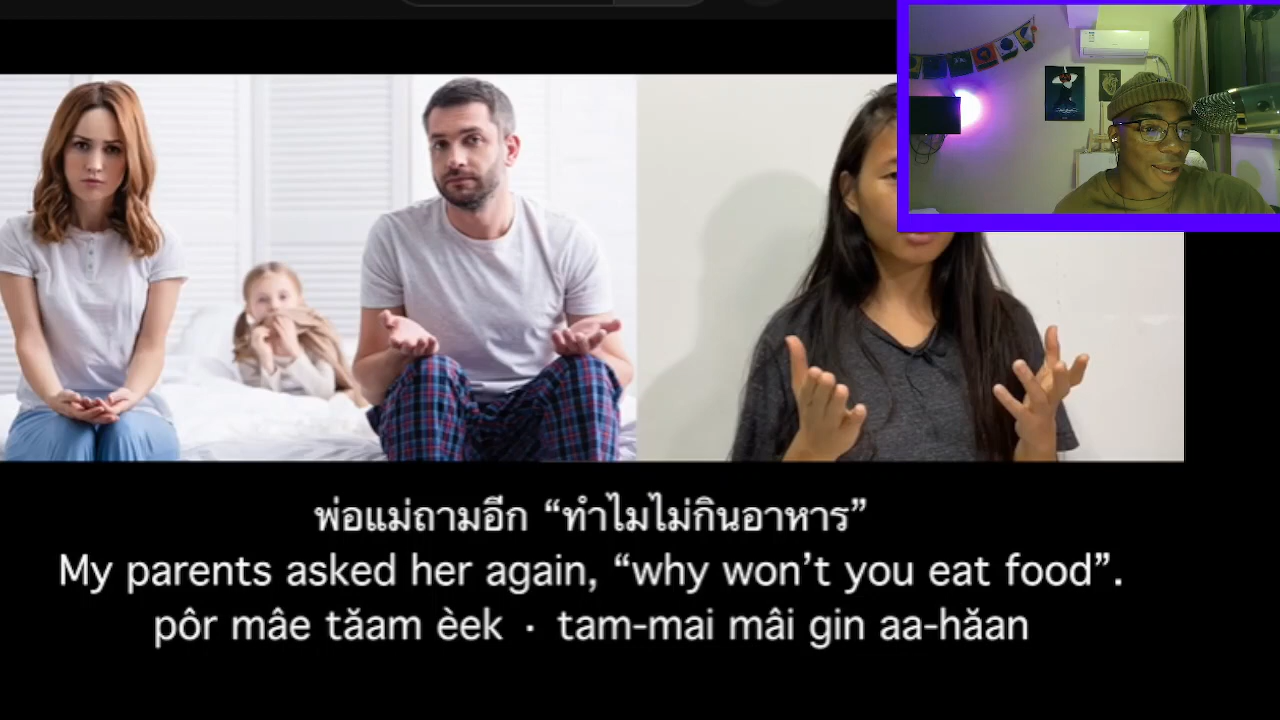 พ่อแม่ถามอีก “ทำไมไม่กินอาหาร”
My parents asked her again, “why won’t you eat food”.
pôr mâe tǎam èek · tam-mai mâi gin aa-hǎan